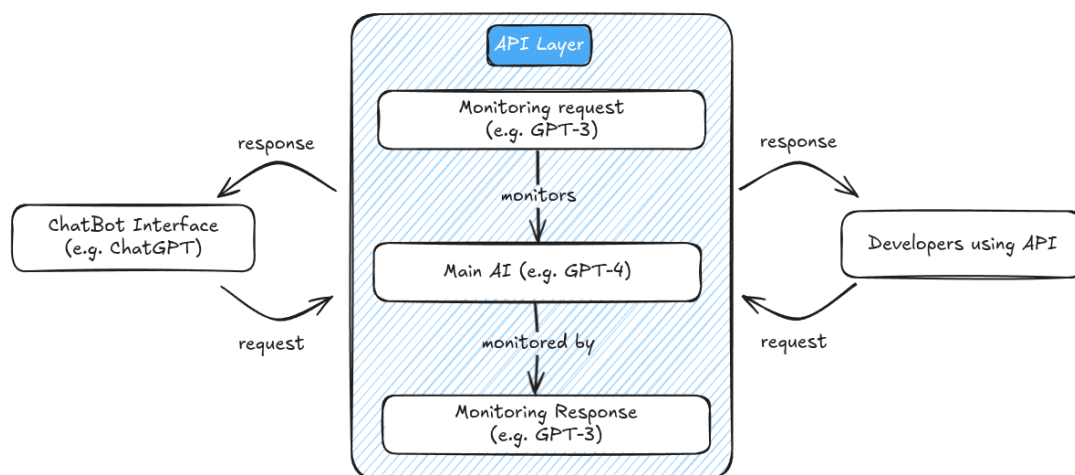 API Layer
Monitoring request
(e.g. GPT-3)
response
response
monitors
ChatBot Interface
(e.g. ChatGPT)
Main AI (e.g. GPT-4)
Developers using API
request
monitored by
request
Monitoring Response
(e.g. GPT-3)